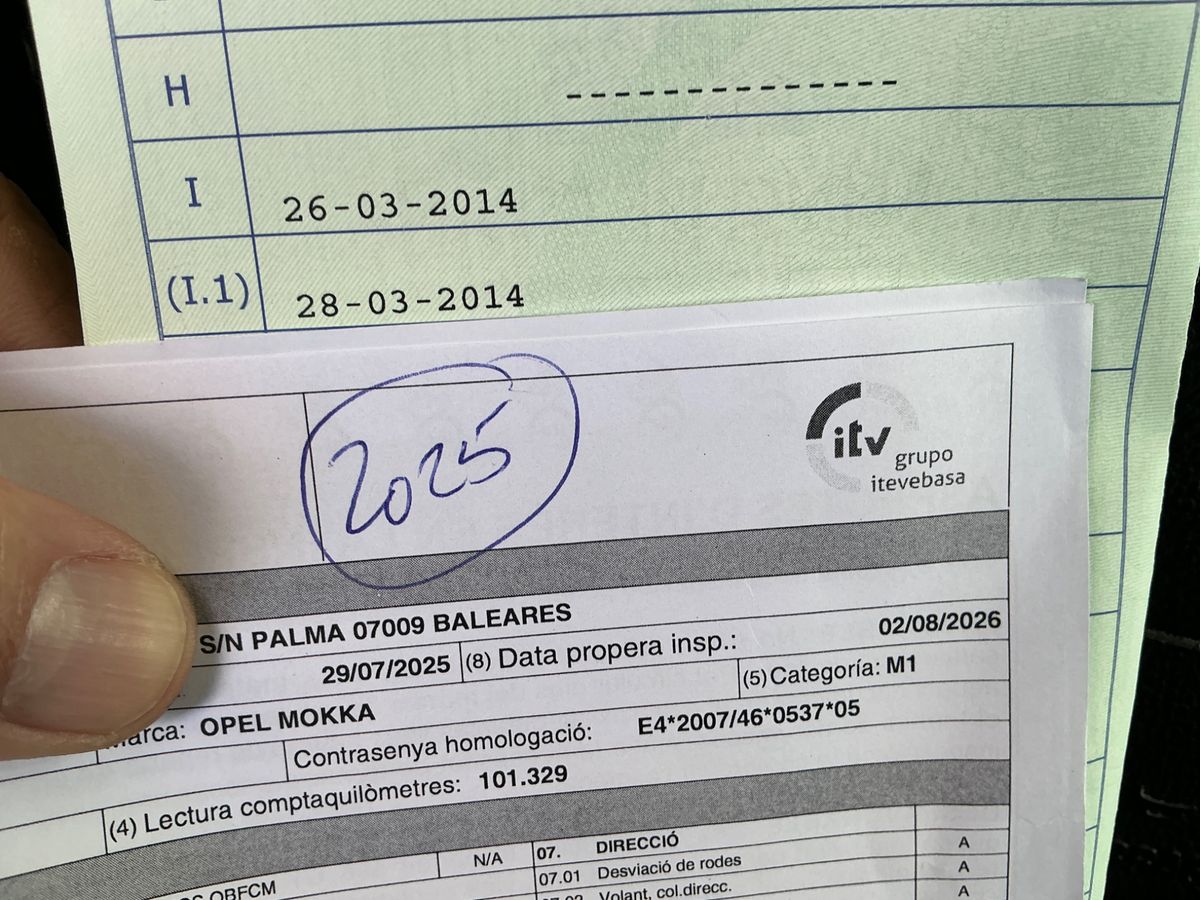 H --------------
I 26-03-2014
(I.1) 28-03-2014
2025
itv
grupo
itevebasa
S/N PALMA 07009 BALEARES
29/07/2025 (8) Data propera insp.: 02/08/2026
Marca: OPEL MOKKA (5) Categoría: M1
Contrasenya homologació: E4*2007/46*0537*05
(4) Lectura comptaquilòmetres: 101.329
N/A 07. DIRECCIÓ
OBFCM 07.01 Desviació de rodes A
Volant, col.direcc. A
A